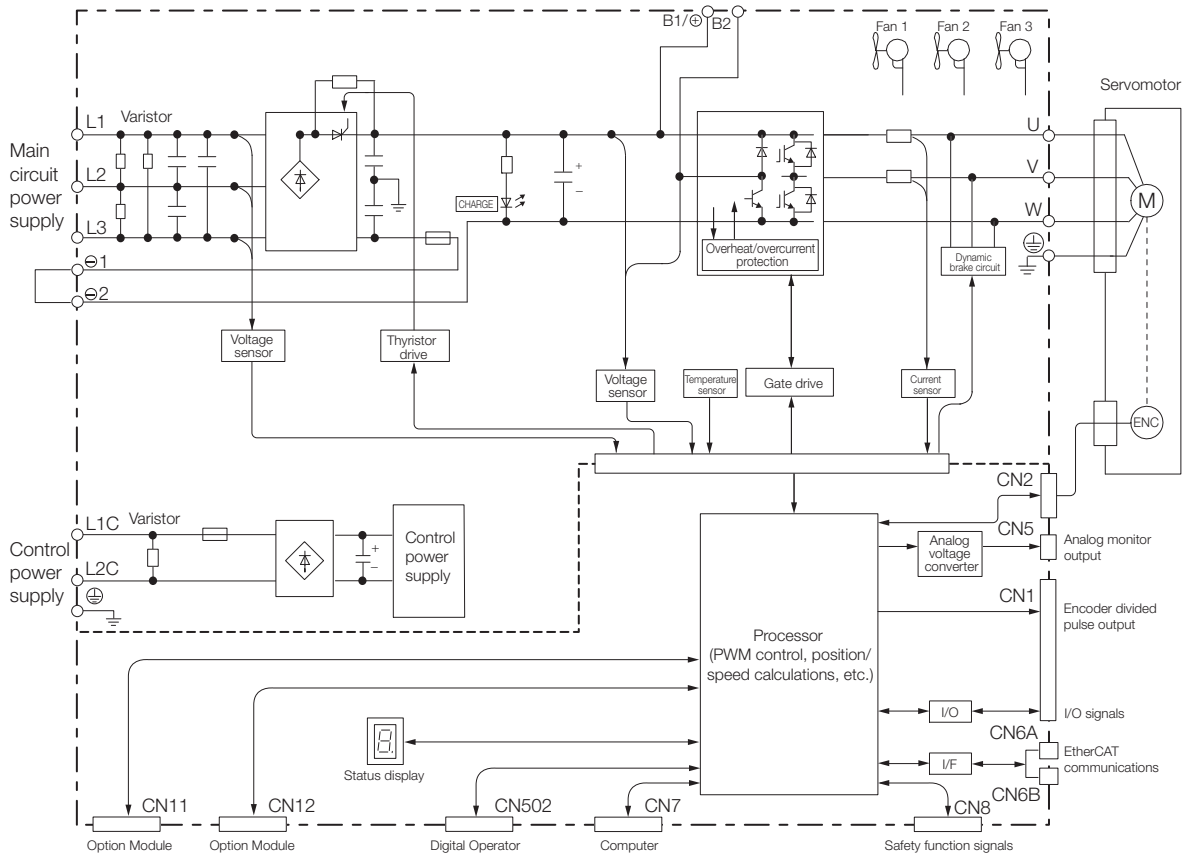 B1/⊕
B2
Fan 1
Fan 2
Fan 3
Servomotor
Main
circuit
power
supply
L1
Varistor
L2
L3
⊖1
⊖2
CHARGE
+
–
Overheat/overcurrent
protection
U
V
W
M
Dynamic
brake circuit
Voltage
sensor
Thyristor
drive
Voltage
sensor
Temperature
sensor
Gate drive
Current
sensor
ENC
Control
power
supply
L1C
Varistor
L2C
+
–
Control
power
supply
CN2
CN5
Analog
voltage
converter
Analog monitor
output
CN1
Encoder divided
pulse output
Processor
(PWM control, position/
speed calculations, etc.)
I/O
I/O signals
CN6A
I/F
EtherCAT
communications
CN6B
8.
Status display
CN11
CN12
CN502
CN7
CN8
Option Module
Option Module
Digital Operator
Computer
Safety function signals